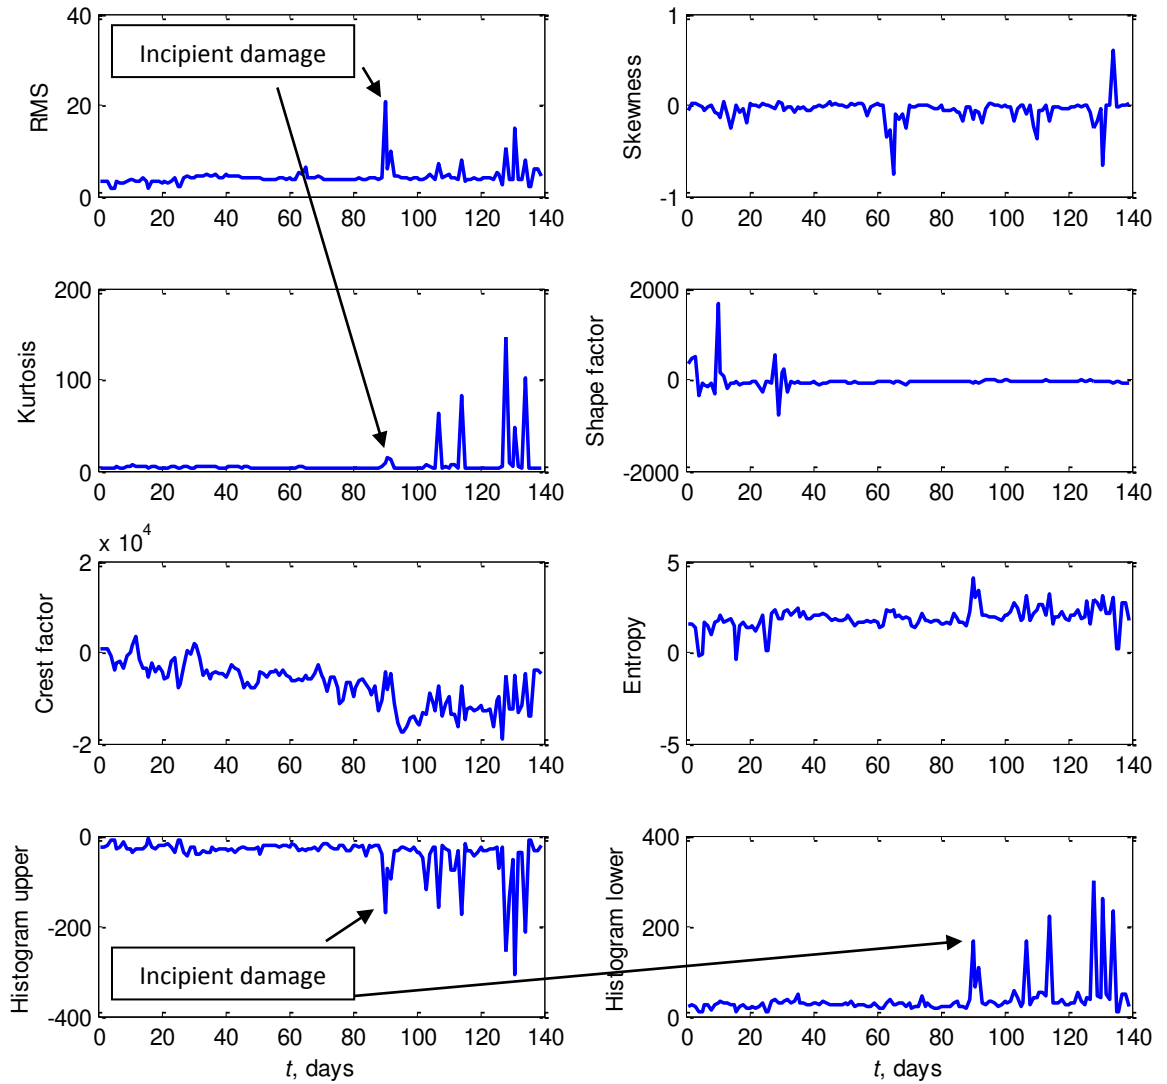 40
20
0
RMS
Incipient damage
0 20 40 60 80 100 120 140
1
0
-1
Skewness
0 20 40 60 80 100 120 140
200
100
0
Kurtosis
0 20 40 60 80 100 120 140
2000
0
-2000
Shape factor
0 20 40 60 80 100 120 140
x 10^4
2
0
-2
Crest factor
0 20 40 60 80 100 120 140
5
0
-5
Entropy
0 20 40 60 80 100 120 140
0
-200
-400
Histogram upper
Incipient damage
0 20 40 60 80 100 120 140
t, days
400
200
0
Histogram lower
0 20 40 60 80 100 120 140
t, days